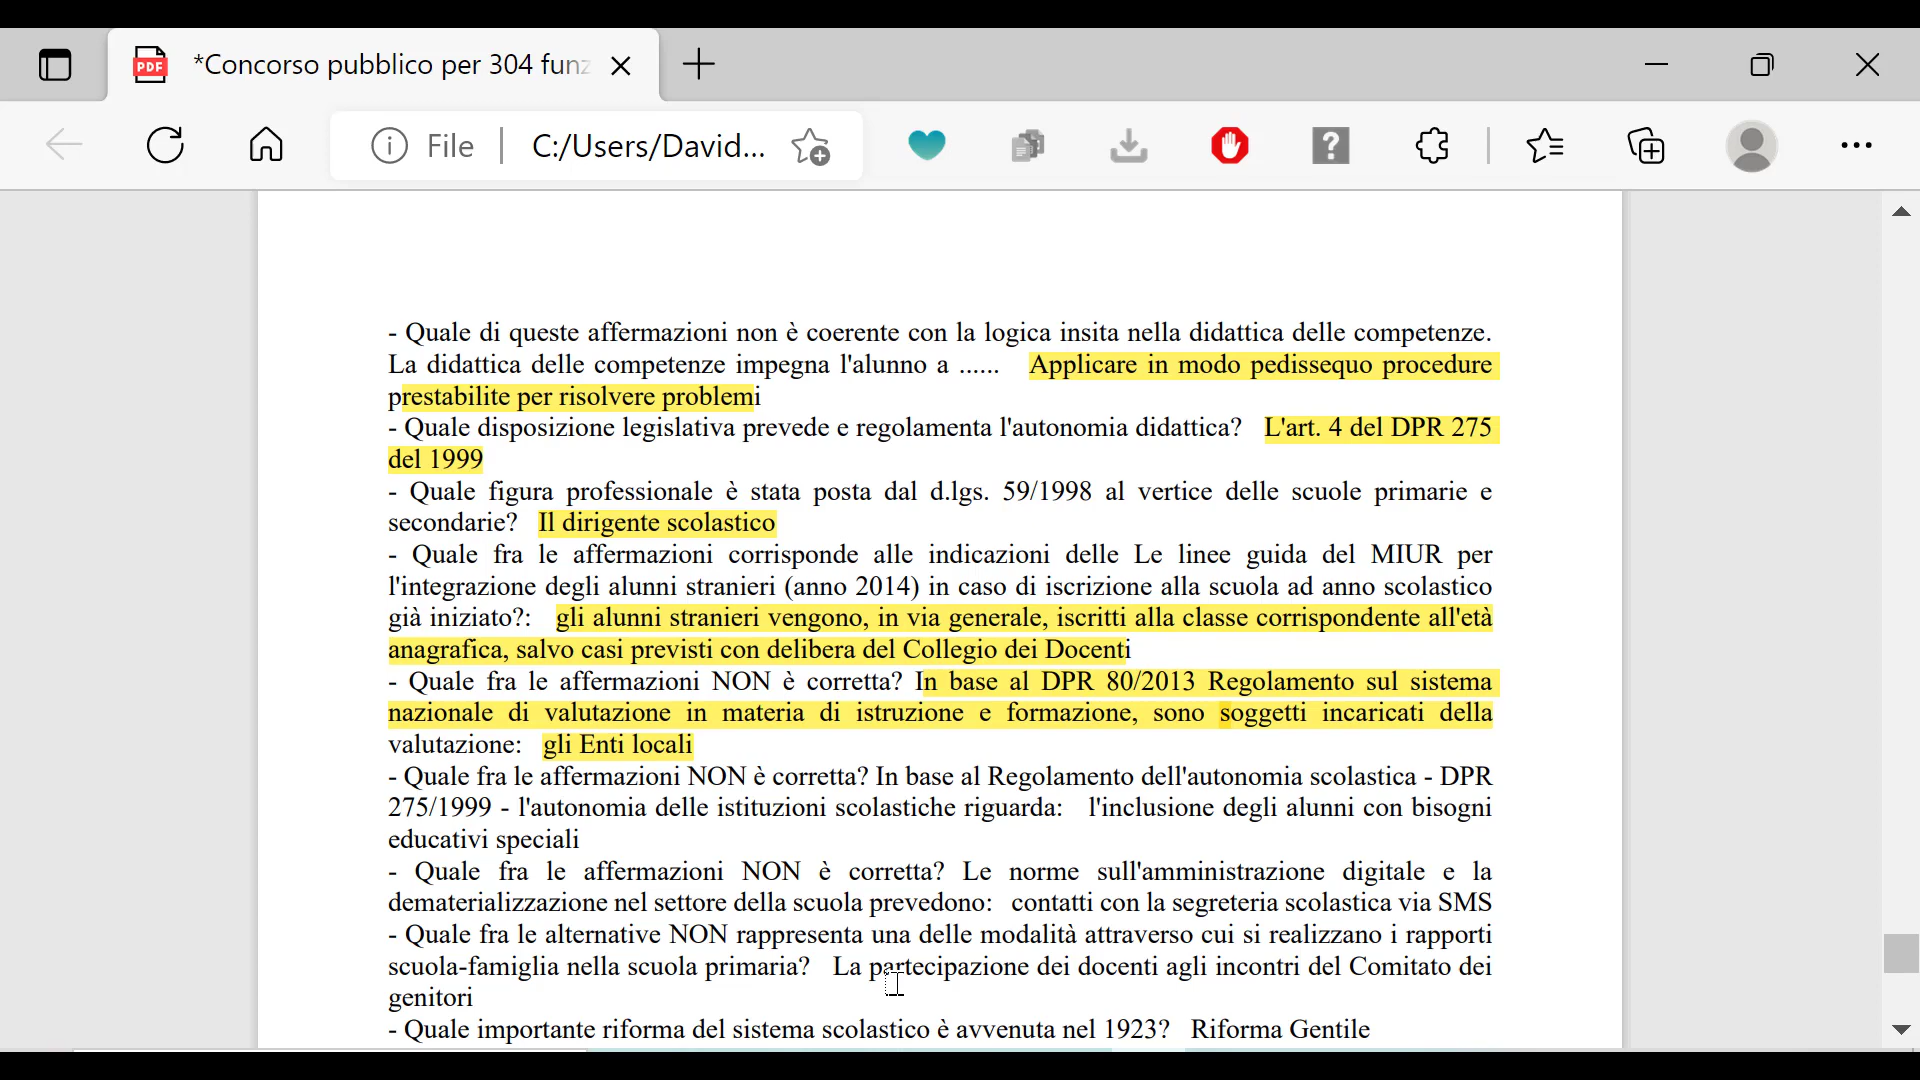 *Concorso pubblico per 304 funz
File
C:/Users/David...
- Quale di queste affermazioni non è coerente con la logica insita nella didattica delle competenze.
La didattica delle competenze impegna l'alunno a ...... Applicare in modo pedissequo procedure
prestabilite per risolvere problemi
- Quale disposizione legislativa prevede e regolamenta l'autonomia didattica? L'art. 4 del DPR 275
del 1999
- Quale figura professionale è stata posta dal d.lgs. 59/1998 al vertice delle scuole primarie e
secondarie? Il dirigente scolastico
- Quale fra le affermazioni corrisponde alle indicazioni delle Le linee guida del MIUR per
l'integrazione degli alunni stranieri (anno 2014) in caso di iscrizione alla scuola ad anno scolastico
già iniziato?: gli alunni stranieri vengono, in via generale, iscritti alla classe corrispondente all'età
anagrafica, salvo casi previsti con delibera del Collegio dei Docenti
- Quale fra le affermazioni NON è corretta? In base al DPR 80/2013 Regolamento sul sistema
nazionale di valutazione in materia di istruzione e formazione, sono soggetti incaricati della
valutazione: gli Enti locali
- Quale fra le affermazioni NON è corretta? In base al Regolamento dell'autonomia scolastica - DPR
275/1999 - l'autonomia delle istituzioni scolastiche riguarda: l'inclusione degli alunni con bisogni
educativi speciali
- Quale fra le affermazioni NON è corretta? Le norme sull'amministrazione digitale e la
dematerializzazione nel settore della scuola prevedono: contatti con la segreteria scolastica via SMS
- Quale fra le alternative NON rappresenta una delle modalità attraverso cui si realizzano i rapporti
scuola-famiglia nella scuola primaria? La partecipazione dei docenti agli incontri del Comitato dei
genitori
- Quale importante riforma del sistema scolastico è avvenuta nel 1923? Riforma Gentile